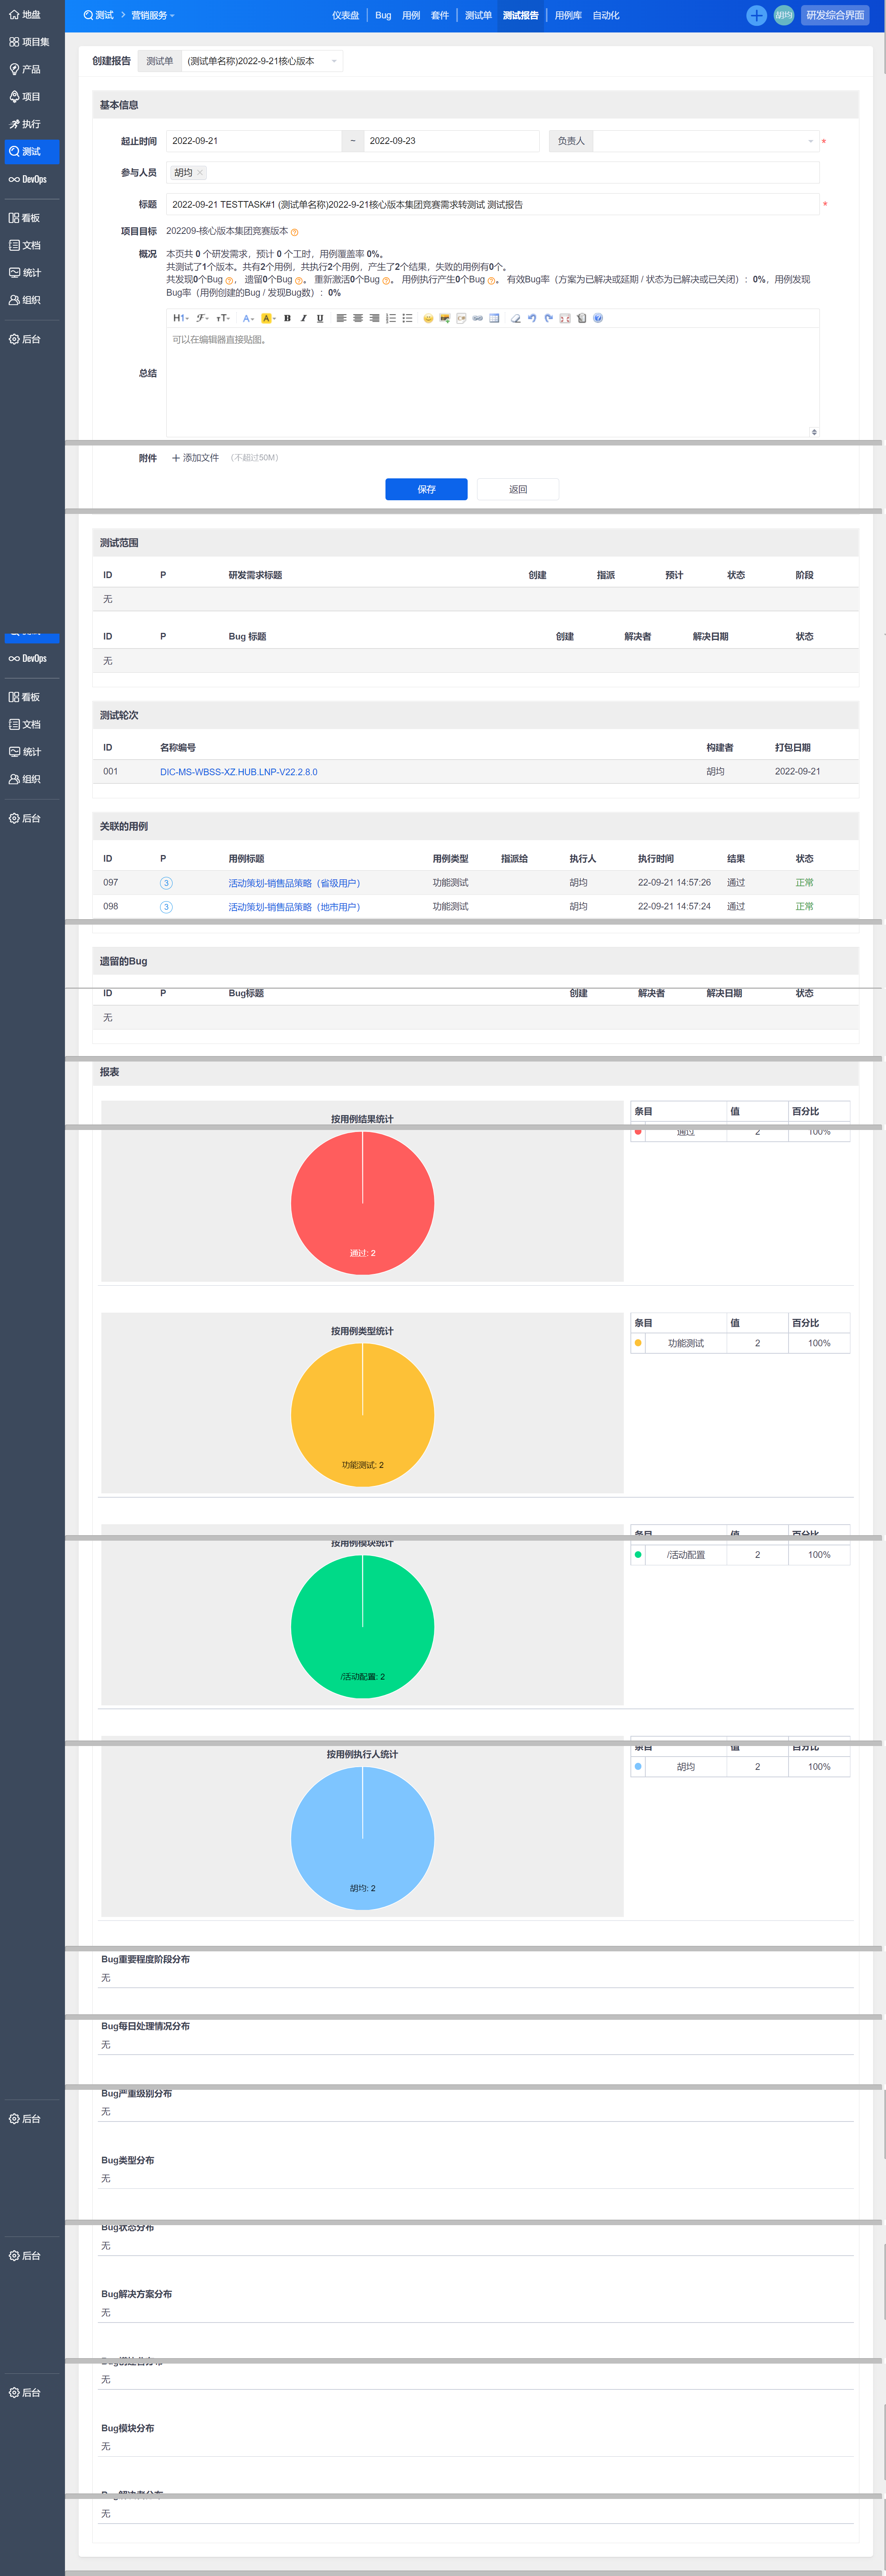 地盘
项目集
产品
项目
执行
测试
DevOps
看板
文档
统计
组织
后台
测试 > 营销服务
仪表盘 | Bug 用例 套件 | 测试单 测试报告 | 用例库 自动化
胡均 研发综合界面
创建报告 测试单 (测试单名称)2022-9-21核心版本
基本信息
起止时间 2022-09-21 ~ 2022-09-23 负责人 *
参与人员 胡均 ×
标题 2022-09-21 TESTTASK#1 (测试单名称)2022-9-21核心版本集团竞赛需求转测试 测试报告 *
项目目标 202209-核心版本集团竞赛版本
概况 本页共 0 个研发需求，预计 0 个工时，用例覆盖率 0%。
共测试了1个版本。共有2个用例，共执行2个用例，产生了2个结果，失败的用例有0个。
共发现0个Bug ， 遗留0个Bug 。 重新激活0个Bug 。 用例执行产生0个Bug 。 有效Bug率（方案为已解决或延期 / 状态为已解决或已关闭）：0%，用例发现
Bug率（用例创建的Bug / 发现Bug数）：0%
H1 F тT A A B I U
可以在编辑器直接贴图。
总结
附件 + 添加文件 （不超过50M）
保存 返回
测试范围
ID P 研发需求标题 创建 指派 预计 状态 阶段
无
ID P Bug 标题 创建 解决者 解决日期 状态
无
DevOps
看板
文档
统计
组织
后台
测试轮次
ID 名称编号 构建者 打包日期
001 DIC-MS-WBSS-XZ.HUB.LNP-V22.2.8.0 胡均 2022-09-21
关联的用例
ID P 用例标题 用例类型 指派给 执行人 执行时间 结果 状态
097 3 活动策划-销售品策略（省级用户） 功能测试 胡均 22-09-21 14:57:26 通过 正常
098 3 活动策划-销售品策略（地市用户） 功能测试 胡均 22-09-21 14:57:24 通过 正常
遗留的Bug
ID P Bug标题 创建 解决者 解决日期 状态
无
报表
按用例结果统计
通过: 2
条目 值 百分比
通过 2 100%
按用例类型统计
功能测试: 2
条目 值 百分比
功能测试 2 100%
按用例模块统计
/活动配置: 2
条目 值 百分比
/活动配置 2 100%
按用例执行人统计
胡均: 2
条目 值 百分比
胡均 2 100%
Bug重要程度阶段分布
无
Bug每日处理情况分布
无
Bug严重级别分布
无
后台
Bug类型分布
无
Bug状态分布
无
后台
Bug解决方案分布
无
无
后台
Bug模块分布
无
无